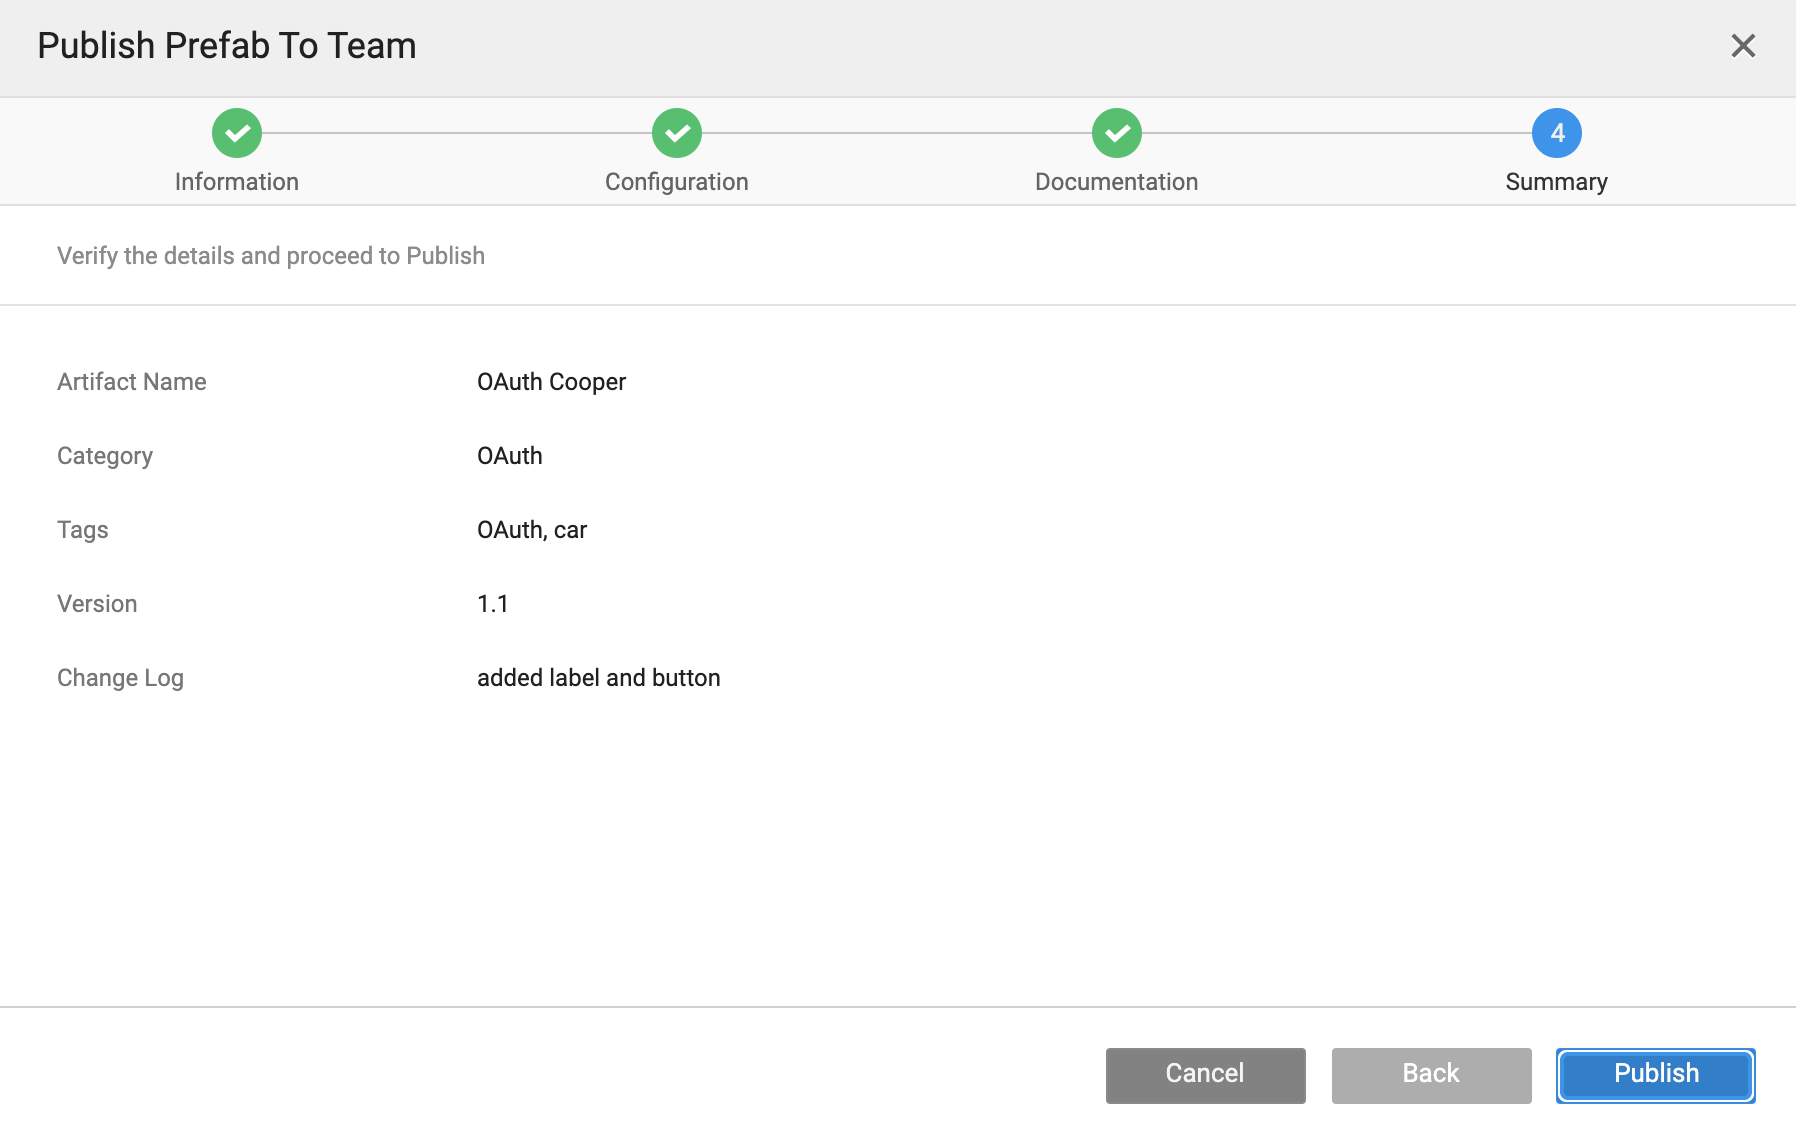 Publish Prefab To Team
4
Information Configuration Documentation Summary
Verify the details and proceed to Publish
Artifact Name OAuth Cooper
Category OAuth
Tags OAuth, car
Version 1.1
Change Log added label and button
Cancel Back Publish